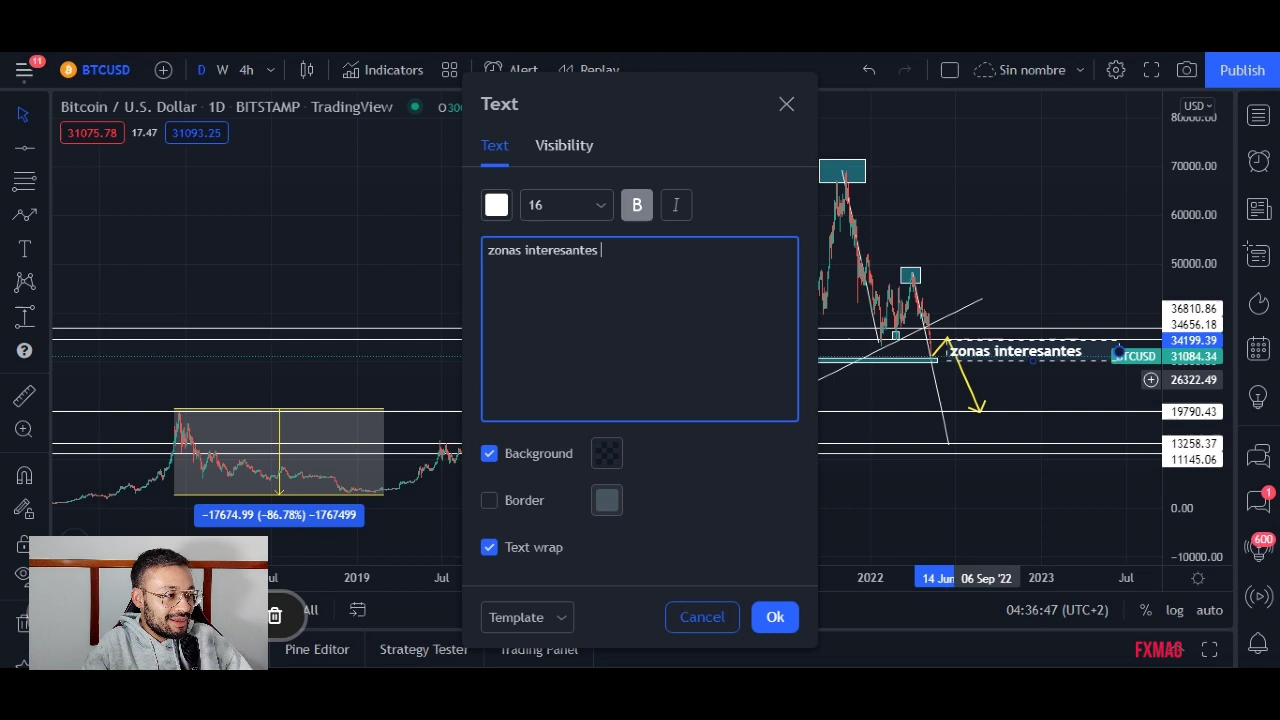 11
BTCUSD
D
W
4h
Indicators
Alert
Replay
Sin nombre
Publish
Bitcoin / U.S. Dollar · 1D · BITSTAMP · TradingView
31075.78
17.47
31093.25
Text
Text
Visibility
16
B
I
zonas interesantes
Background
Border
Text wrap
Template
Cancel
Ok
USD
80000.00
70000.00
60000.00
50000.00
36810.86
34656.18
34199.39
31084.34
26322.49
19790.43
13258.37
11145.06
0.00
−10000.00
zonas interesantes
BTCUSD
−17674.99 (−86.78%) −1767499
2019
Jul
2022
14 Jun
06 Sep '22
2023
Jul
All
04:36:47 (UTC+2)
%
log
auto
Pine Editor
Strategy Tester
Trading Panel
FXMAG
1
600